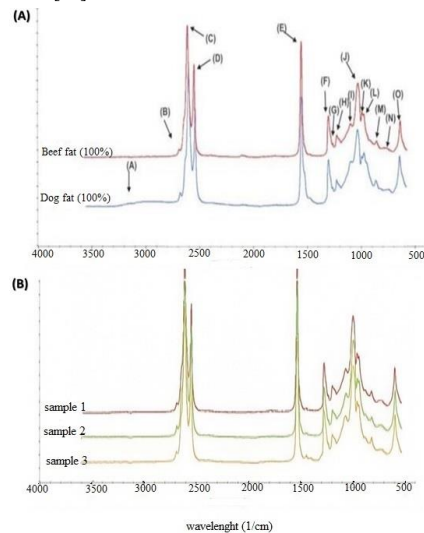 (A)
(C)
(E)
(D)
(J)
(B)
(F)
(K)
(G)
(H)
(I)
(L)
(M)
(O)
(N)
Beef fat (100%)
(A)
Dog fat (100%)
4000 3500 3000 2500 2000 1500 1000 500
(B)
sample 1
sample 2
sample 3
4000 3500 3000 2500 2000 1500 1000 500
wavelenght (1/cm)